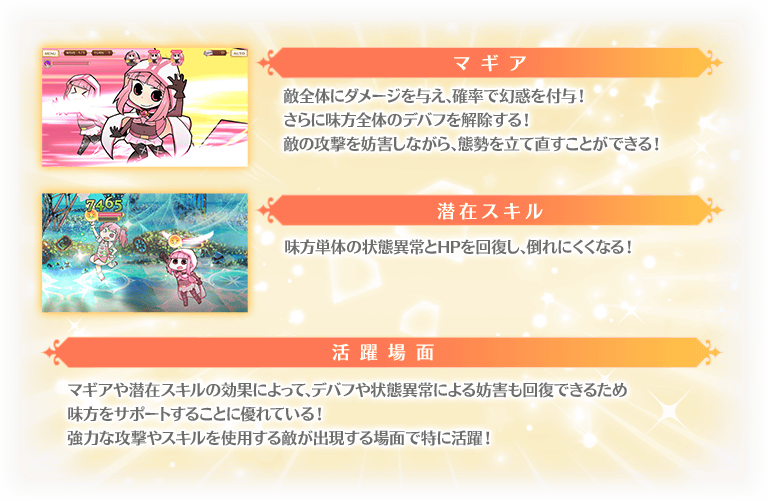 MENU
AUTO
マギア
敵全体にダメージを与え、確率で幻惑を付与!
さらに味方全体のデバフを解除する!
敵の攻撃を妨害しながら、態勢を立て直すことができる!
7465
潜在スキル
味方単体の状態異常とHPを回復し、倒れにくくなる!
活躍場面
マギアや潜在スキルの効果によって、デバフや状態異常による妨害も回復できるため
味方をサポートすることに優れている!
強力な攻撃やスキルを使用する敵が出現する場面で特に活躍!